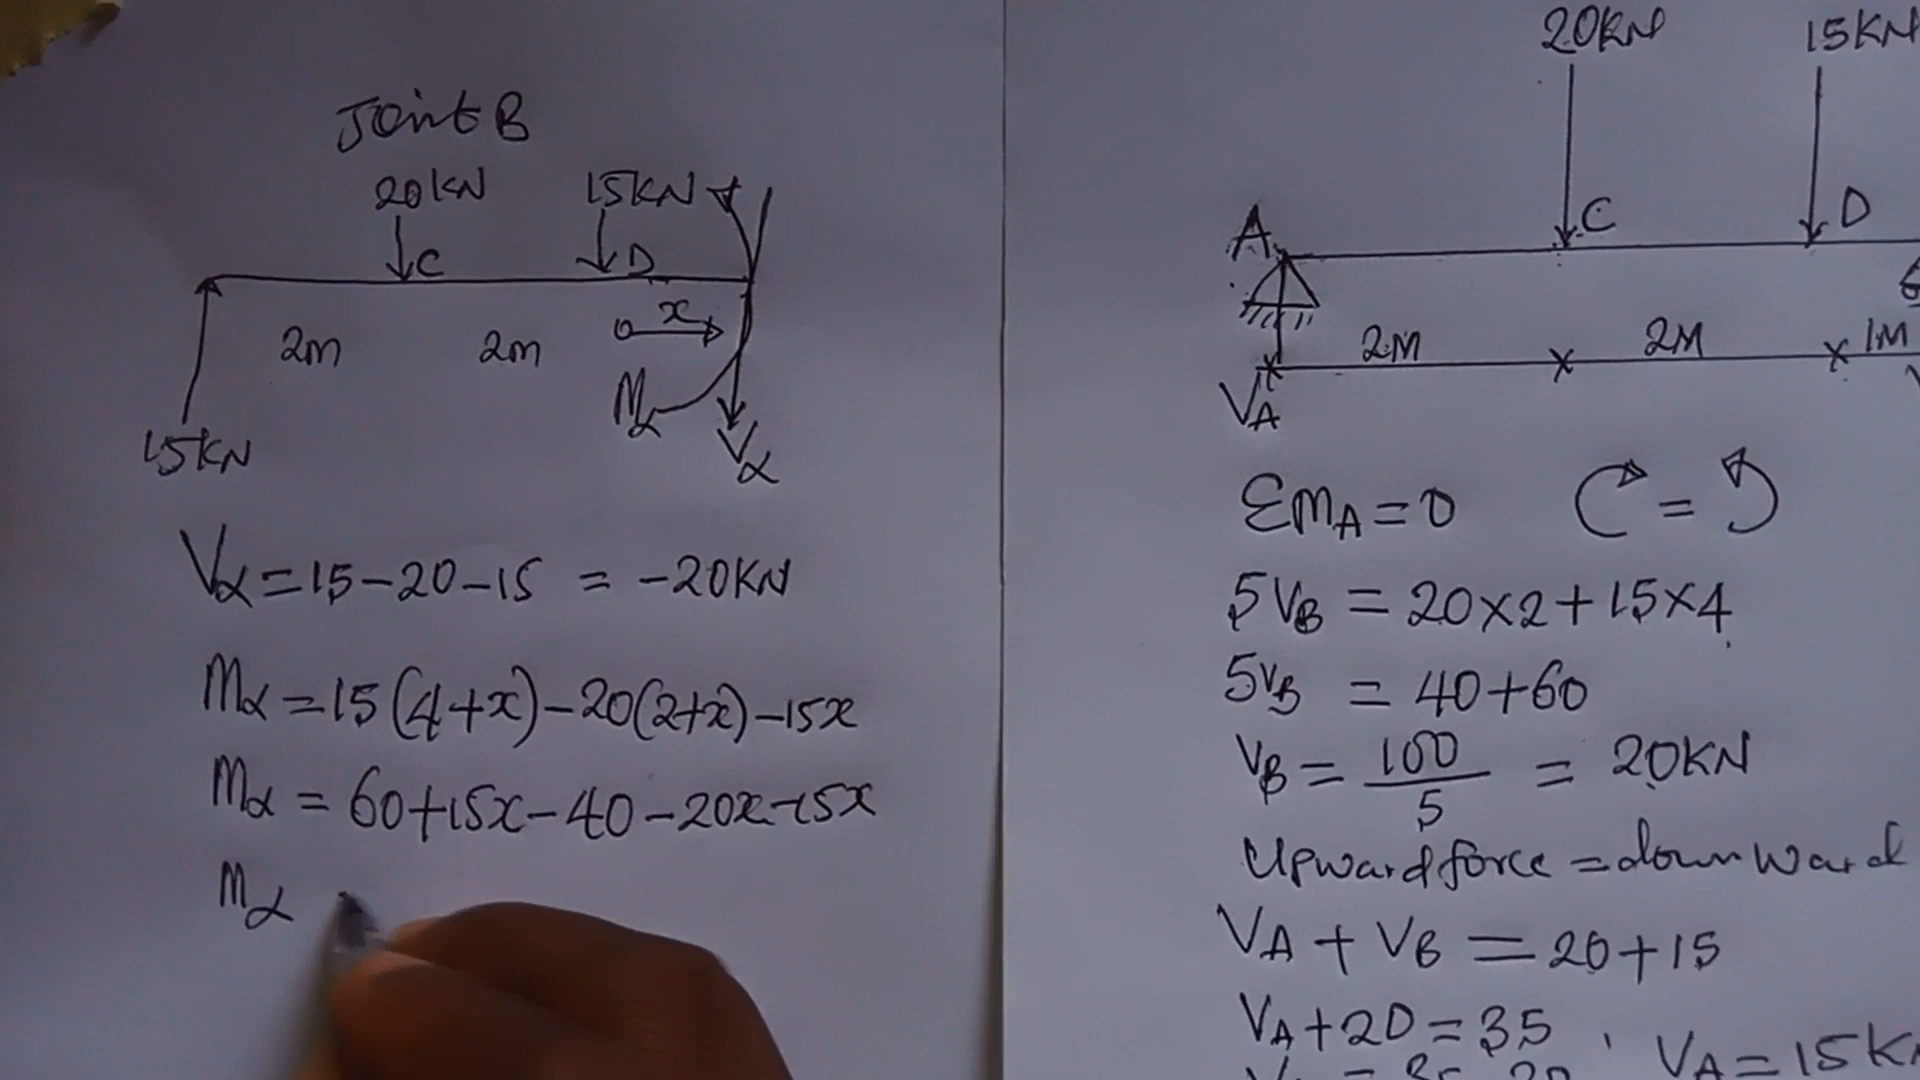 Joint B
20KN 15KN
C D
x
2m 2m
Mx
15KN
Vx
Vx = 15 - 20 - 15 = -20KN
Mx = 15(4+x) - 20(2+x) - 15x
Mx = 60+15x - 40 - 20x - 15x
Mx
20KN 15KN
A C D
2M 2M 1M
VA
ƐMA = 0 =
5VB = 20×2 + 15×4
5VB = 40+60
VB = 100/5 = 20KN
Upward force = downward
VA + VB = 20+15
VA + 20 = 35
VA = 15K